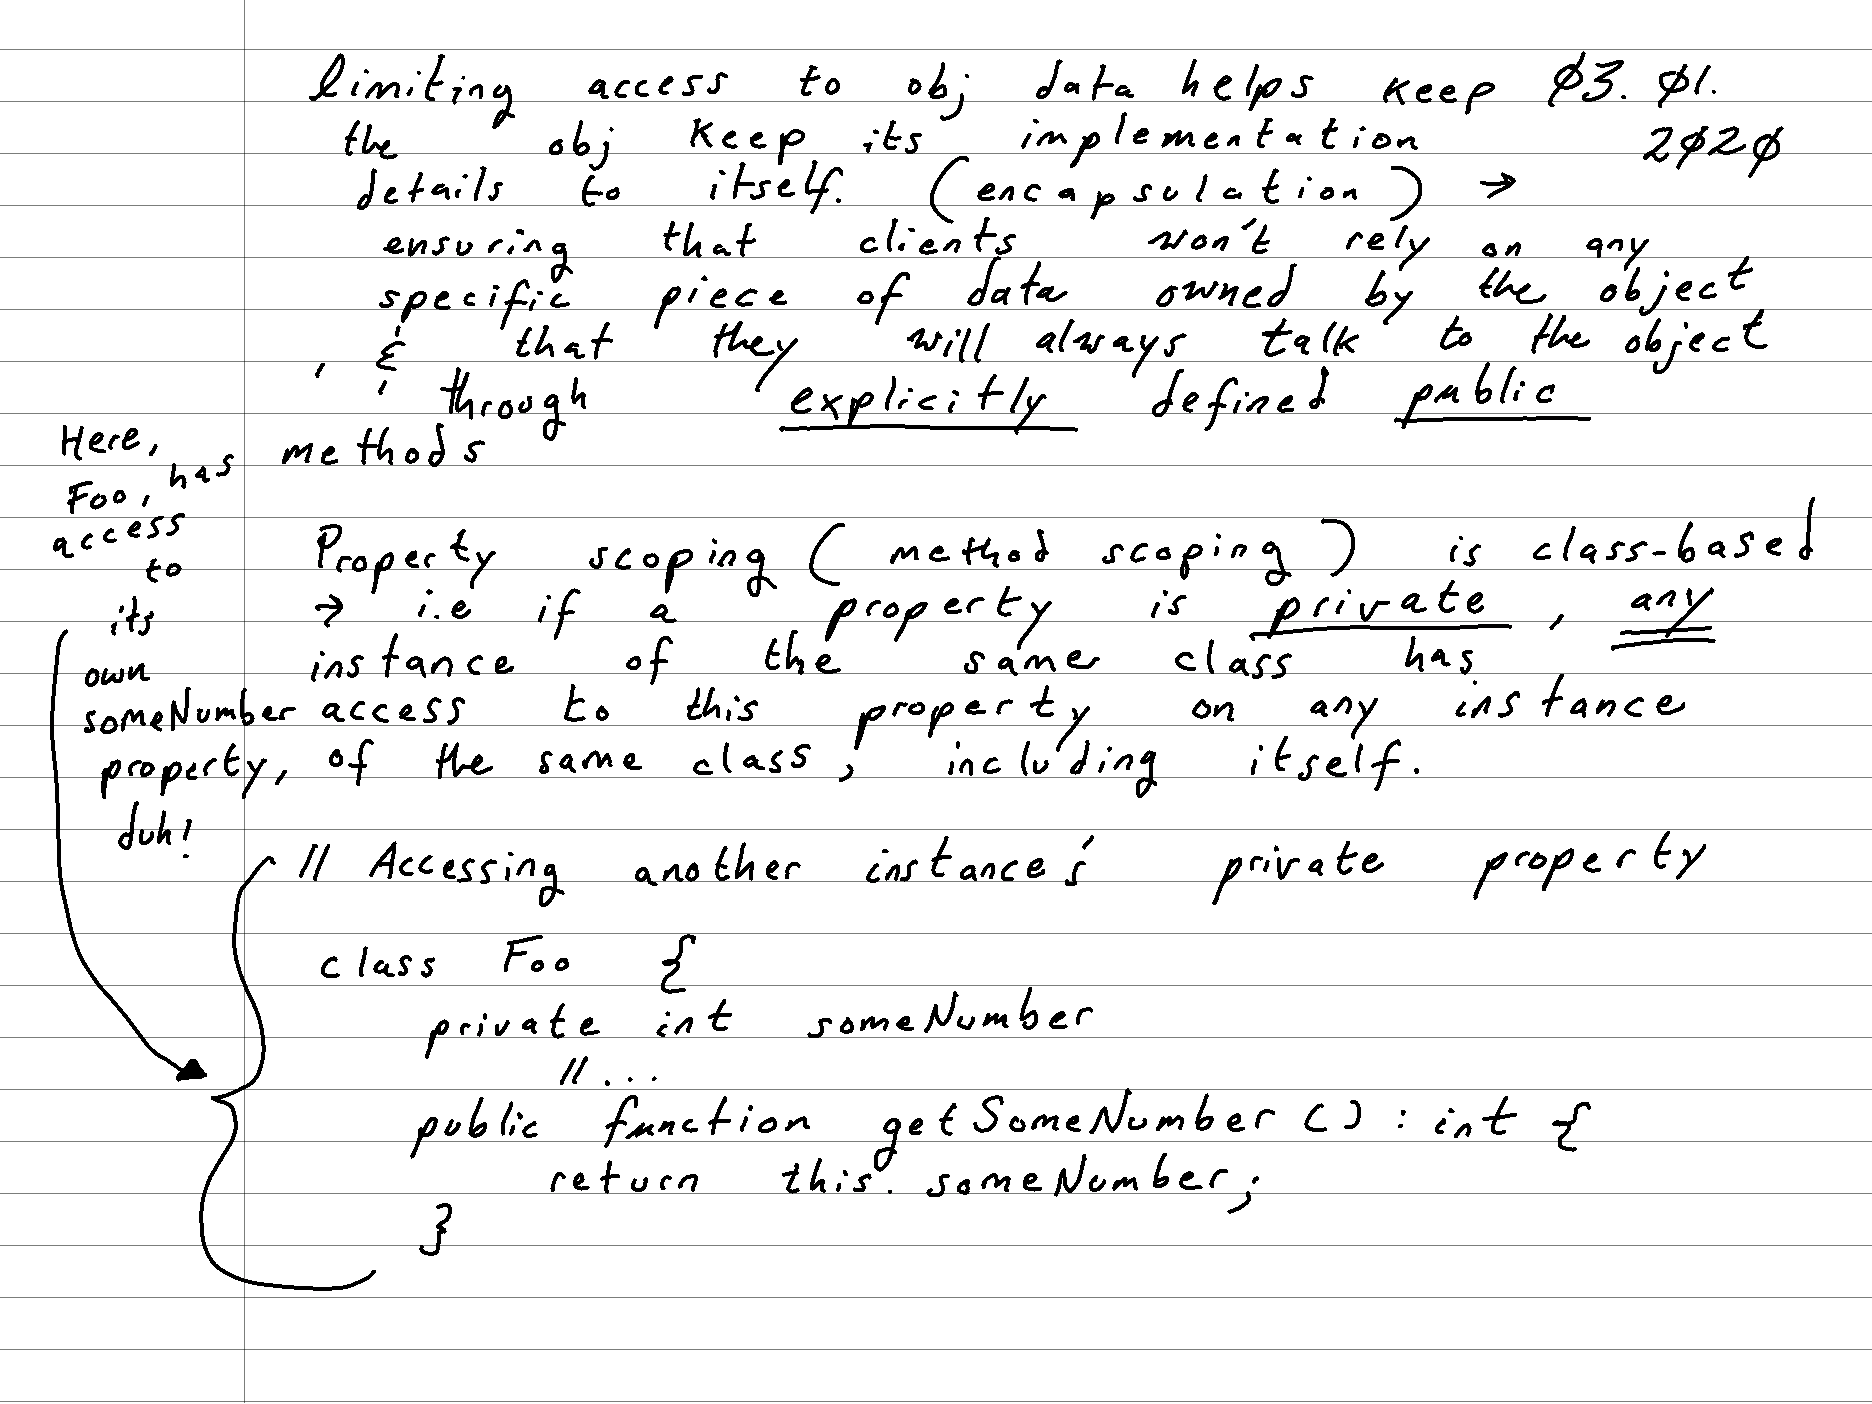 limiting access to obj data helps keep Ø3. Ø1.
the obj keep its implementation 2Ø2Ø
details to itself. (encapsulation) →
ensuring that clients won't rely on any
specific piece of data owned by the object
, & that they will always talk to the object
through explicitly defined public
methods
Here,
Foo, has
access
to
its
own
someNumber
property,
duh!
Property scoping (method scoping) is class-based
→ i.e if a property is private, any
instance of the same class has
access to this property on any instance
of the same class, including itself.
// Accessing another instance's private property
class Foo {
private int someNumber
// ...
public function getSomeNumber () : int {
return this. someNumber;
}